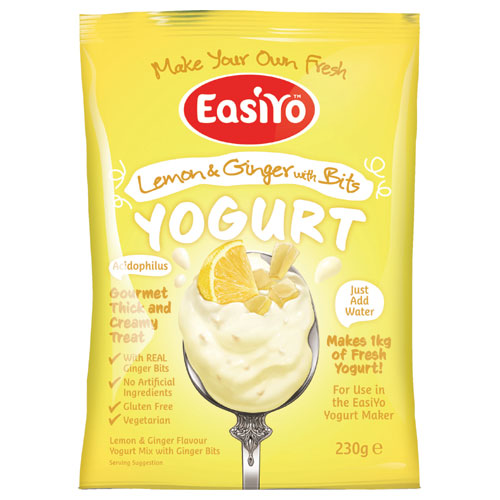 Make Your Own Fresh
EasiYo™
Lemon & Ginger with Bits
YOGURT
Acidophilus
Gourmet
Thick and
Creamy
Treat
With REAL
Ginger Bits
No Artificial
Ingredients
Gluten Free
Vegetarian
Lemon & Ginger Flavour
Yogurt Mix with Ginger Bits
Serving Suggestion
Just
Add
Water
Makes 1kg
of Fresh
Yogurt!
For Use in
the EasiYo
Yogurt Maker
230g ℮